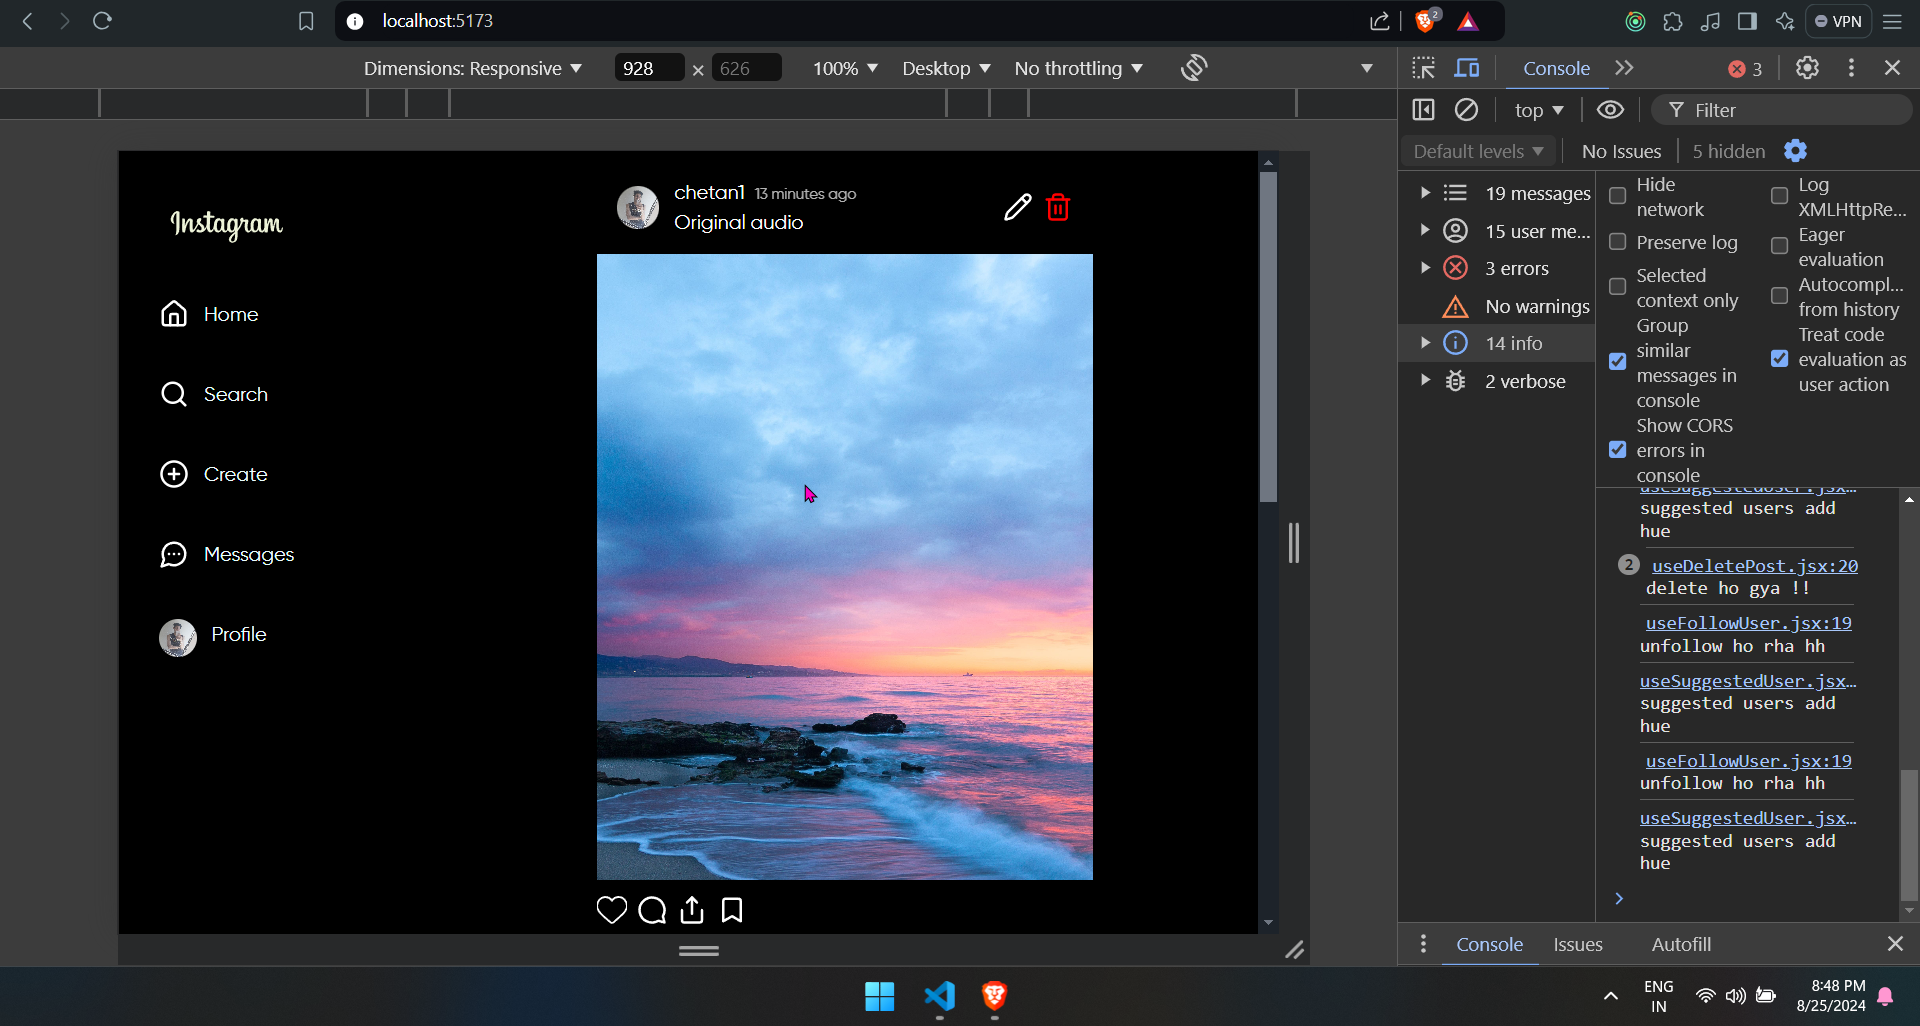 localhost:5173
2
VPN
Dimensions: Responsive
928
×
626
100%
Desktop
No throttling
Console
3
top
Filter
Default levels
No Issues
5 hidden
Instagram
Home
Search
Create
Messages
Profile
chetan1 13 minutes ago
Original audio
19 messages
15 user me...
3 errors
No warnings
14 info
2 verbose
Hide
network
Preserve log
Selected
context only
Group
similar
messages in
console
Show CORS
errors in
console
Log
XMLHttpRe...
Eager
evaluation
Autocompl...
from history
Treat code
evaluation as
user action
useSuggestedUser.jsx…
suggested users add
hue
2 useDeletePost.jsx:20
delete ho gya !!
useFollowUser.jsx:19
unfollow ho rha hh
useSuggestedUser.jsx…
suggested users add
hue
useFollowUser.jsx:19
unfollow ho rha hh
useSuggestedUser.jsx…
suggested users add
hue
Console
Issues
Autofill
ENG
IN
8:48 PM
8/25/2024